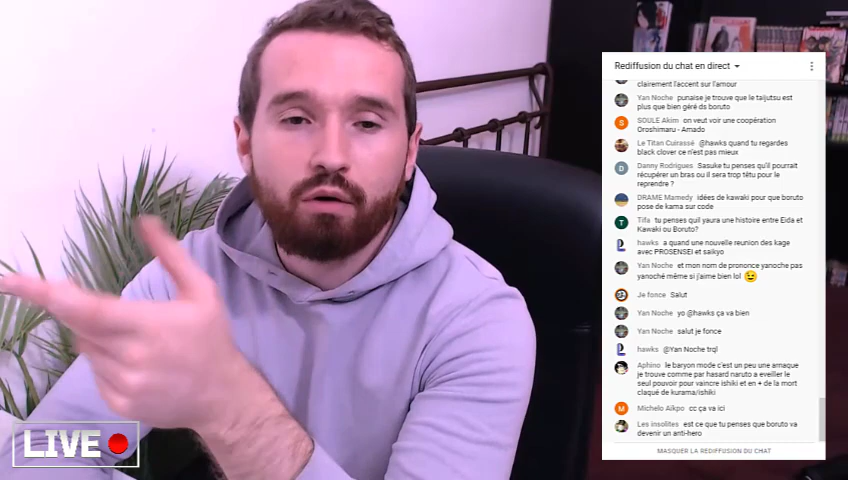 Rediffusion du chat en direct
clairement l'accent sur l'amour
Yan Noche punaise je trouve que le taijutsu est
plus que bien géré ds boruto
SOULE Akim on veut voir une coopération
Oroshimaru - Amado
Le Titan Cuirassé @hawks quand tu regardes
black clover ce n'est pas mieux
Danny Rodrigues Sasuke tu penses qu'il pourrait
récupérer un bras ou il sera trop têtu pour le
reprendre ?
DRAME Mamedy idées de kawaki pour que boruto
pose de kama sur code
Tifa tu penses quil yaura une histoire entre Eida et
Kawaki ou Boruto?
hawks a quand une nouvelle reunion des kage
avec PROSENSEI et saikyo
Yan Noche et mon nom de prononce yanoche pas
yanoché même si j'aime bien lol
Je fonce Salut
Yan Noche yo @hawks ça va bien
Yan Noche salut je fonce
hawks @Yan Noche trql
Aphino le baryon mode c'est un peu une arnaque
je trouve comme par hasard naruto a eveiller le
seul pouvoir pour vaincre ishiki et en + de la mort
claqué de kurama/ishiki
Michelo Aïkpo cc ça va ici
Les insolites est ce que tu penses que boruto va
devenir un anti-hero
MASQUER LA REDIFFUSION DU CHAT
LIVE